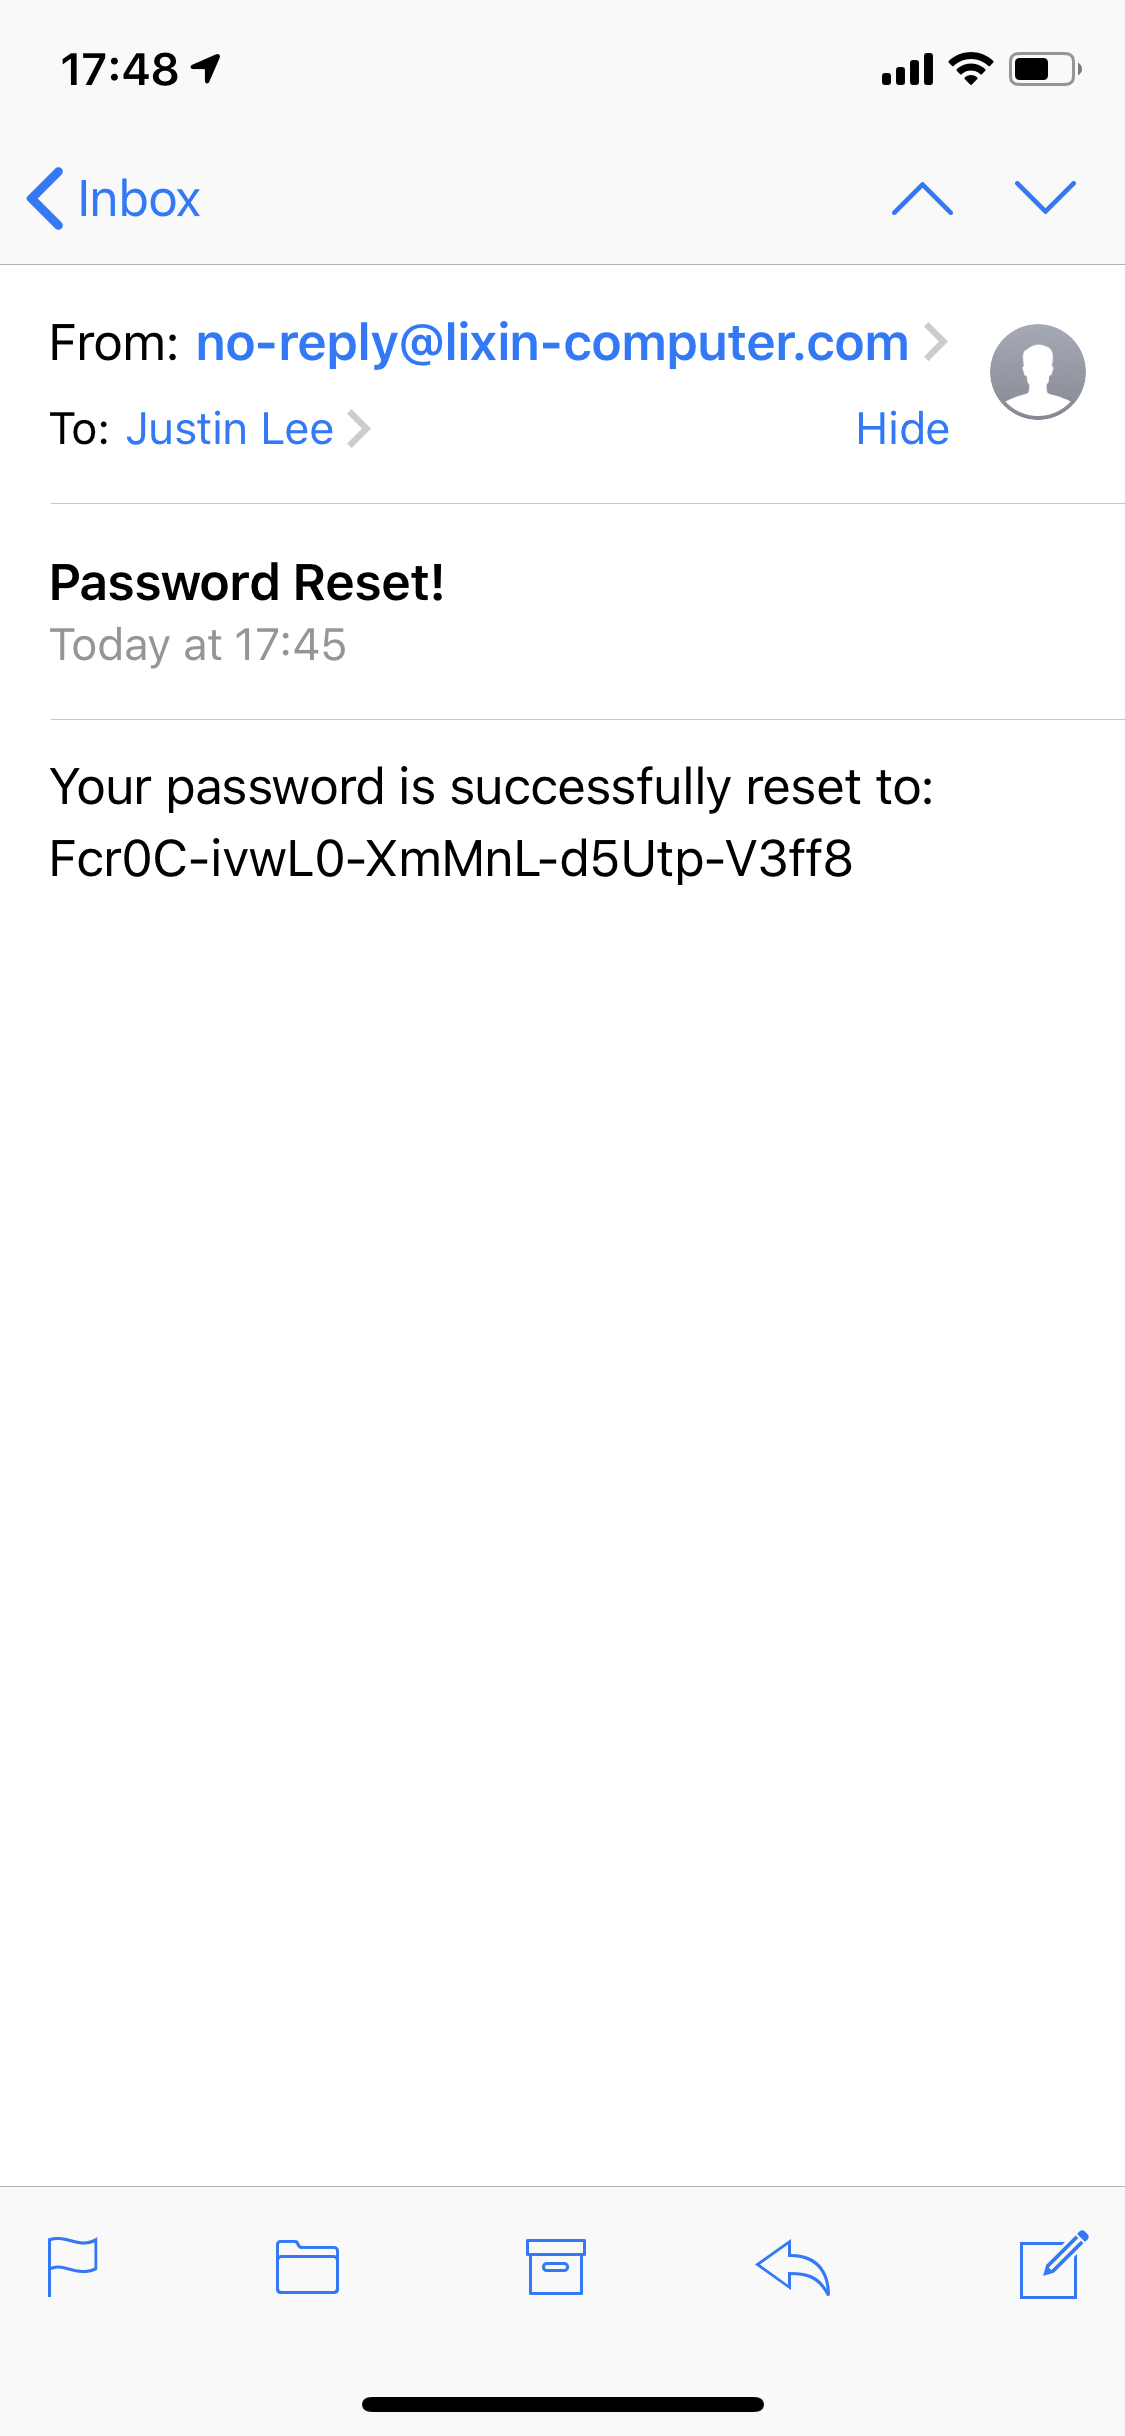 17:48
Inbox
From: no-reply@lixin-computer.com
To: Justin Lee
Hide
Password Reset!
Today at 17:45
Your password is successfully reset to:
Fcr0C-ivwL0-XmMnL-d5Utp-V3ff8